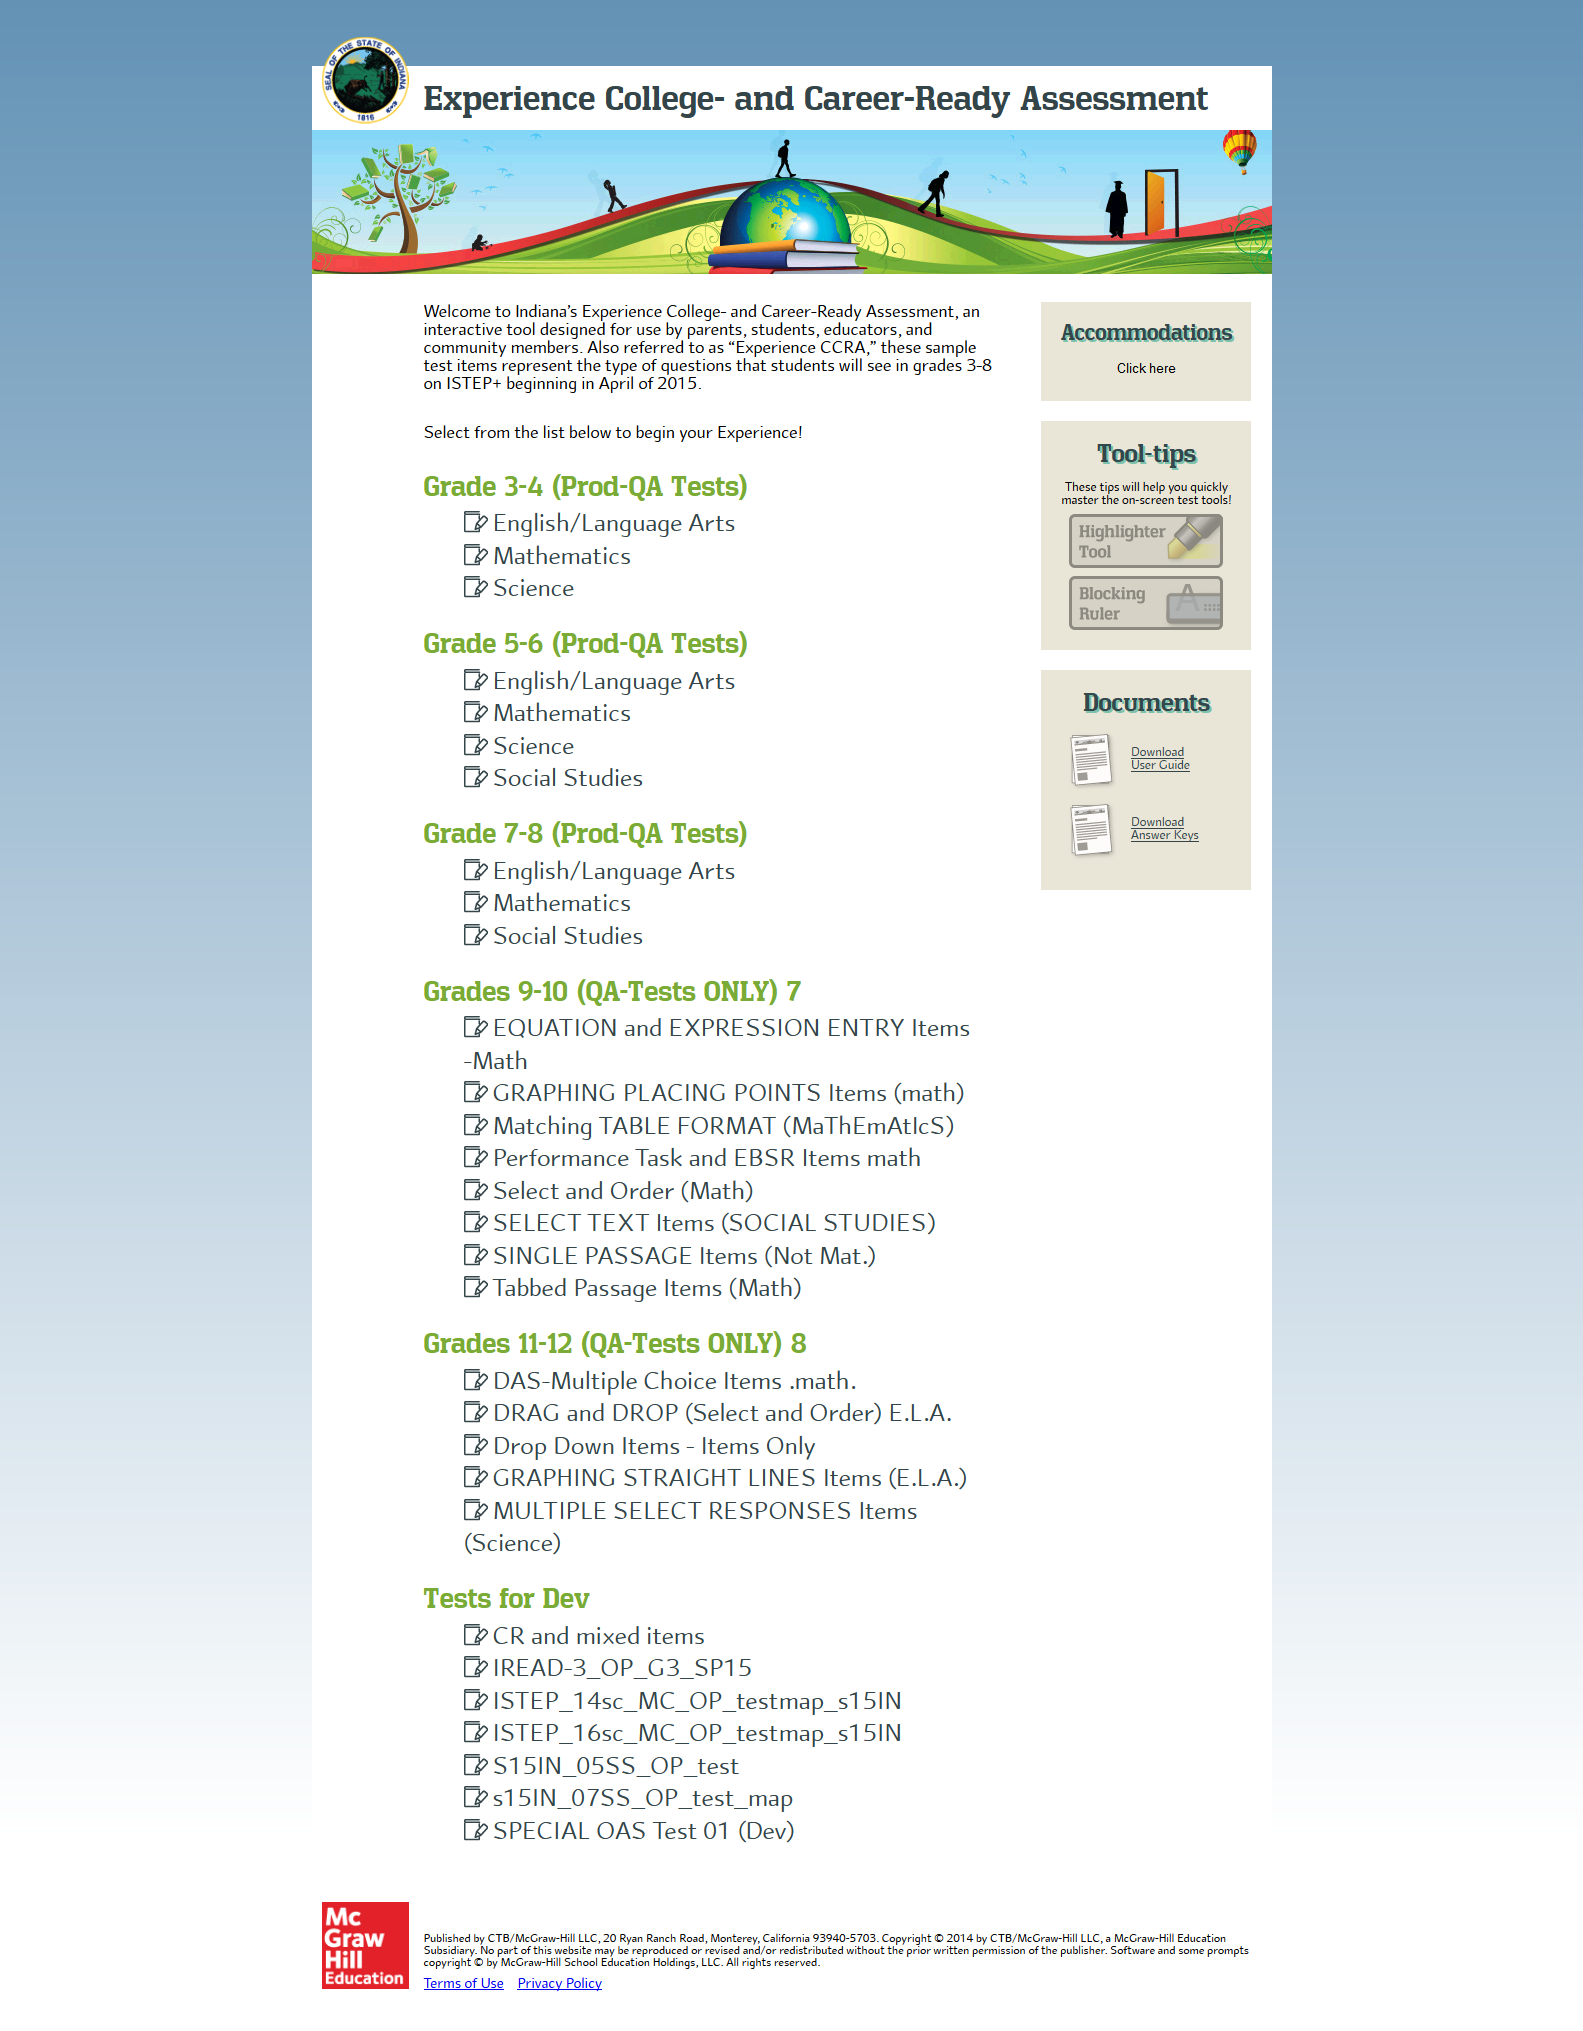 SEAL OF THE STATE OF INDIANA
1816
Experience College- and Career-Ready Assessment
Welcome to Indiana’s Experience College- and Career-Ready Assessment, an
interactive tool designed for use by parents, students, educators, and
community members. Also referred to as “Experience CCRA,” these sample
test items represent the type of questions that students will see in grades 3-8
on ISTEP+ beginning in April of 2015.
Select from the list below to begin your Experience!
Grade 3-4 (Prod-QA Tests)
English/Language Arts
Mathematics
Science
Grade 5-6 (Prod-QA Tests)
English/Language Arts
Mathematics
Science
Social Studies
Grade 7-8 (Prod-QA Tests)
English/Language Arts
Mathematics
Social Studies
Grades 9-10 (QA-Tests ONLY) 7
EQUATION and EXPRESSION ENTRY Items
-Math
GRAPHING PLACING POINTS Items (math)
Matching TABLE FORMAT (MaThEmAtIcS)
Performance Task and EBSR Items math
Select and Order (Math)
SELECT TEXT Items (SOCIAL STUDIES)
SINGLE PASSAGE Items (Not Mat.)
Tabbed Passage Items (Math)
Grades 11-12 (QA-Tests ONLY) 8
DAS-Multiple Choice Items .math.
DRAG and DROP (Select and Order) E.L.A.
Drop Down Items - Items Only
GRAPHING STRAIGHT LINES Items (E.L.A.)
MULTIPLE SELECT RESPONSES Items
(Science)
Tests for Dev
CR and mixed items
IREAD-3_OP_G3_SP15
ISTEP_14sc_MC_OP_testmap_s15IN
ISTEP_16sc_MC_OP_testmap_s15IN
S15IN_05SS_OP_test
s15IN_07SS_OP_test_map
SPECIAL OAS Test 01 (Dev)
Accommodations
Click here
Tool-tips
These tips will help you quickly
master the on-screen test tools!
Highlighter
Tool
Blocking
Ruler
A
Documents
Download
User Guide
Download
Answer Keys
Mc
Graw
Hill
Education
Published by CTB/McGraw-Hill LLC, 20 Ryan Ranch Road, Monterey, California 93940-5703. Copyright © 2014 by CTB/McGraw-Hill LLC, a McGraw-Hill Education
Subsidiary. No part of this website may be reproduced or revised and/or redistributed without the prior written permission of the publisher. Software and some prompts
copyright © by McGraw-Hill School Education Holdings, LLC. All rights reserved.
Terms of Use Privacy Policy